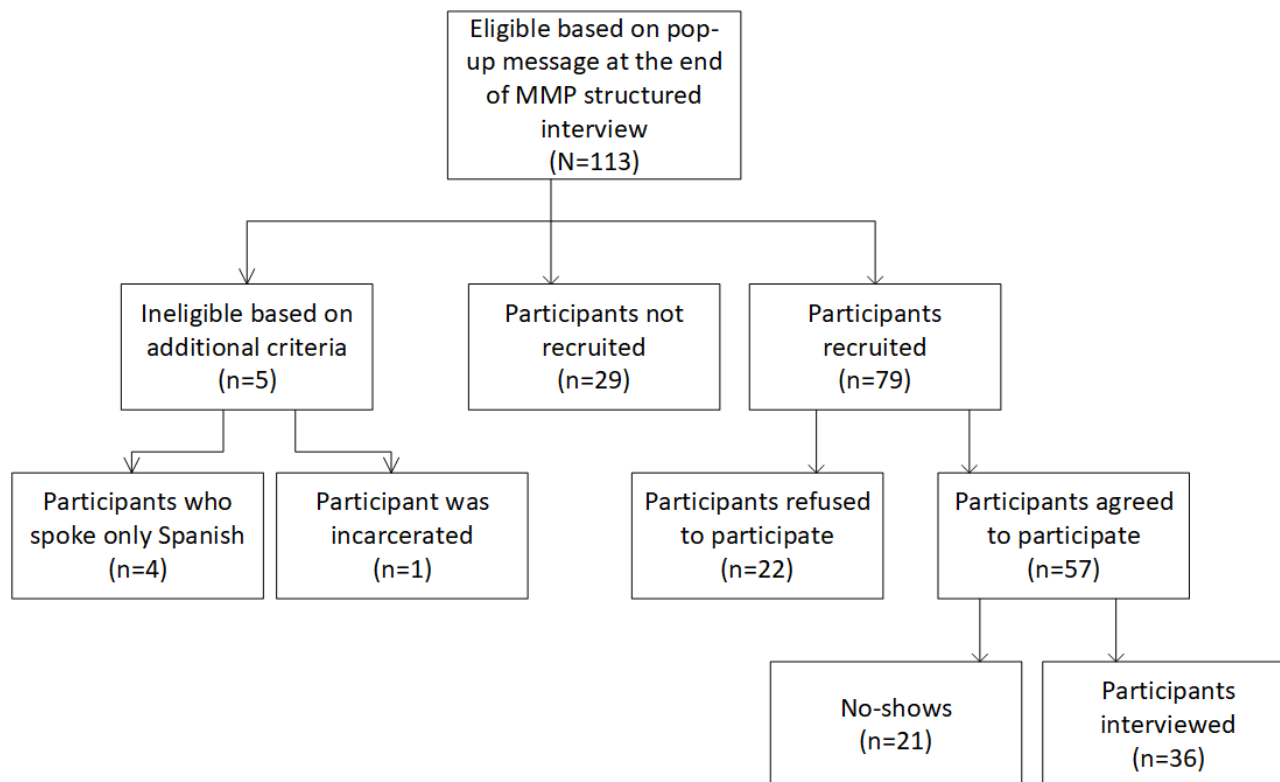 Eligible based on pop-
up message at the end
of MMP structured
interview
(N=113)
Ineligible based on
additional criteria
(n=5)
Participants not
recruited
(n=29)
Participants
recruited
(n=79)
Participants who
spoke only Spanish
(n=4)
Participant was
incarcerated
(n=1)
Participants refused
to participate
(n=22)
Participants agreed
to participate
(n=57)
No-shows
(n=21)
Participants
interviewed
(n=36)